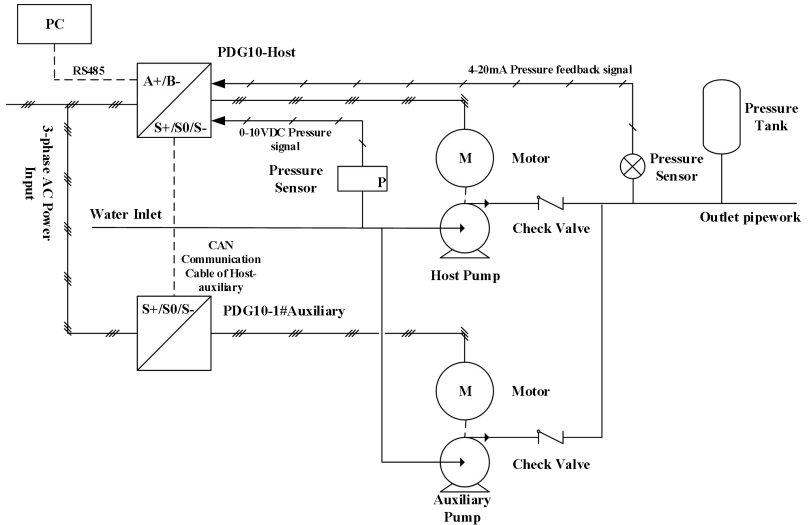 PC
PDG10-Host
RS485
A+/B-
4-20mA Pressure feedback signal
S+/S0/S-
0-10VDC Pressure
signal
Pressure
Tank
3-phase AC Power
Input
M
Motor
Pressure
Sensor
P
Pressure
Sensor
Water Inlet
Check Valve
Outlet pipework
Host Pump
CAN
Communication
Cable of Host-
auxiliary
S+/S0/S-
PDG10-1#Auxiliary
M
Motor
Check Valve
Auxiliary
Pump